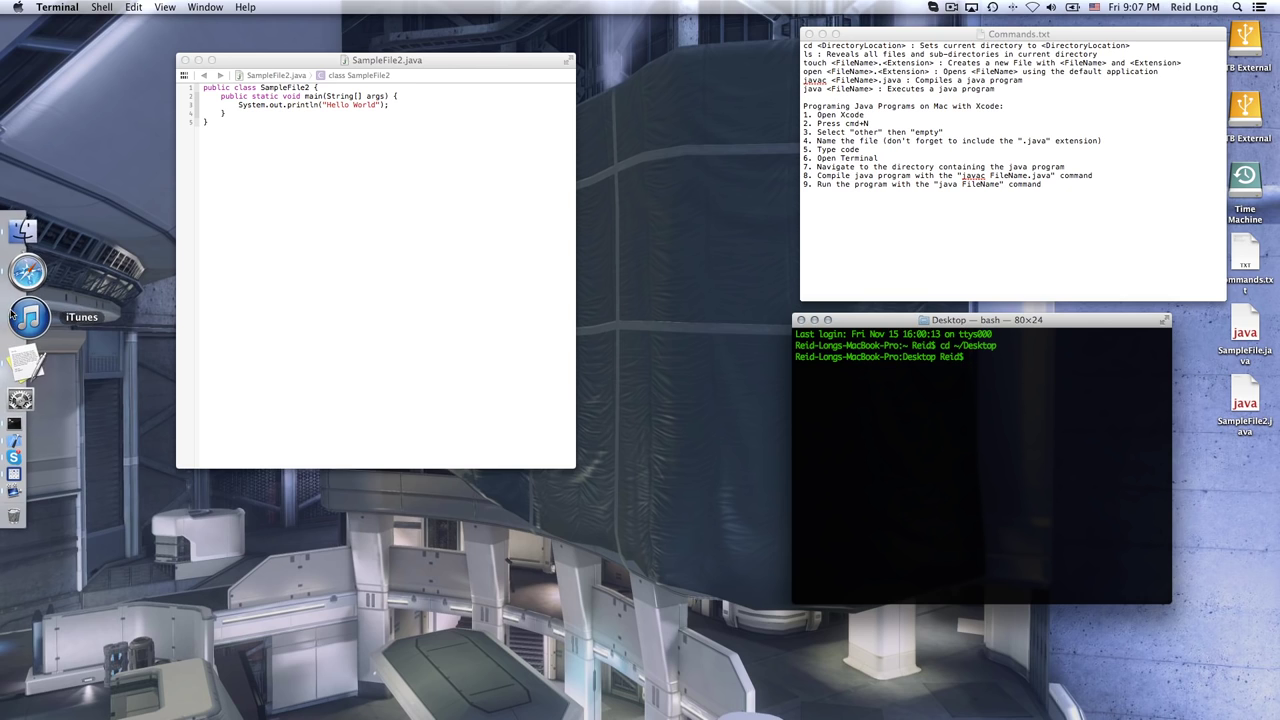 Terminal Shell Edit View Window Help
Fri 9:07 PM Reid Long
SampleFile2.java
SampleFile2.java class SampleFile2
1 public class SampleFile2 {
2 public static void main(String[] args) {
3 System.out.println("Hello World");
4 }
5 }
Commands.txt
cd <DirectoryLocation> : Sets current directory to <DirectoryLocation>
ls : Reveals all files and sub-directories in current directory
touch <FileName>.<Extension> : Creates a new File with <FileName> and <Extension>
open <FileName>.<Extension> : Opens <FileName> using the default application
javac <FileName>.java : Compiles a java program
java <FileName> : Executes a java program
Programing Java Programs on Mac with Xcode:
1. Open Xcode
2. Press cmd+N
3. Select "other" then "empty"
4. Name the file (don't forget to include the ".java" extension)
5. Type code
6. Open Terminal
7. Navigate to the directory containing the java program
8. Compile java program with the "javac FileName.java" command
9. Run the program with the "java FileName" command
Desktop — bash — 80×24
Last login: Fri Nov 15 16:00:13 on ttys000
Reid-Longs-MacBook-Pro:~ Reid$ cd ~/Desktop
Reid-Longs-MacBook-Pro:Desktop Reid$
iTunes
TB External
TB External
Time
Machine
TXT
mmands.tx
t
java
SampleFile.ja
va
java
SampleFile2.j
ava